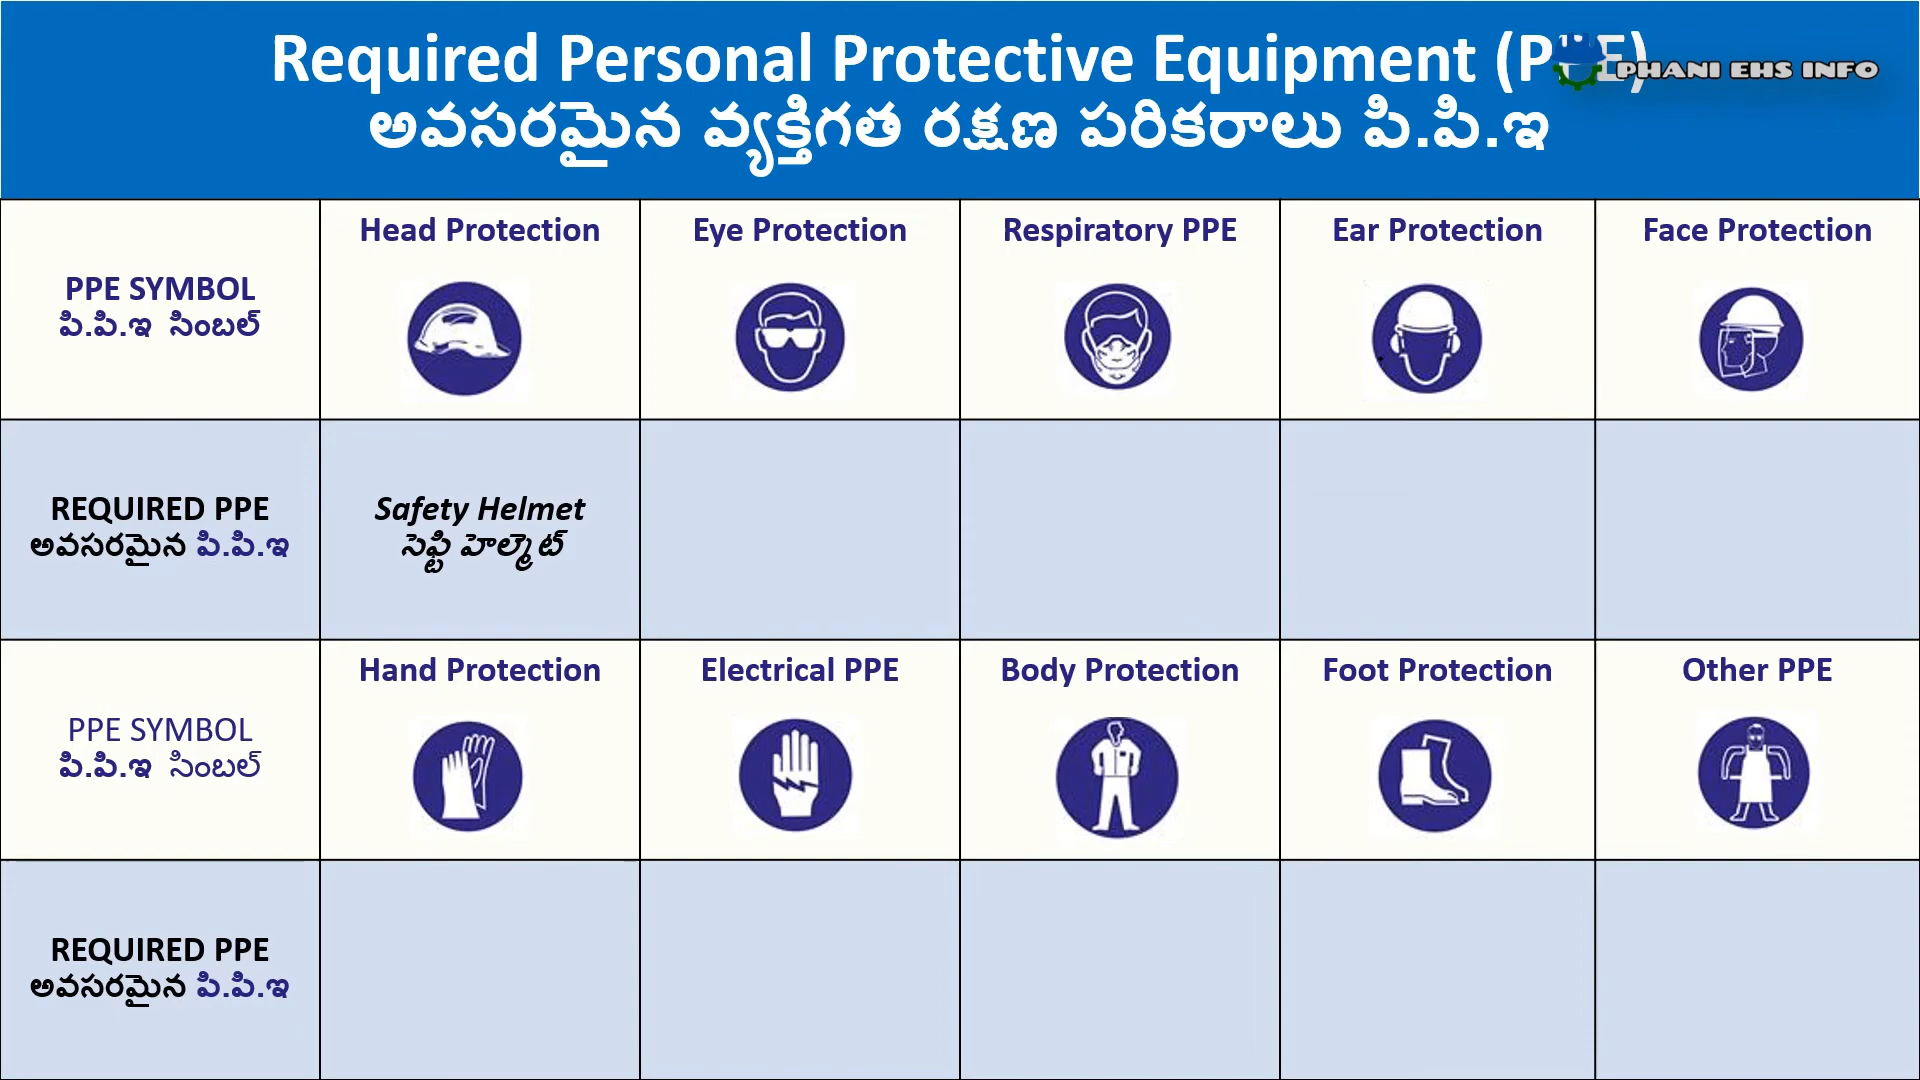 Required Personal Protective Equipment (PPE)
PHANI EHS INFO
అవసరమైన వ్యక్తిగత రక్షణ పరికరాలు పి.పి.ఇ
PPE SYMBOL
పి.పి.ఇ సింబల్
Head Protection
Eye Protection
Respiratory PPE
Ear Protection
Face Protection
REQUIRED PPE
అవసరమైన పి.పి.ఇ
Safety Helmet
సెఫ్టి హెల్మెట్
PPE SYMBOL
పి.పి.ఇ సింబల్
Hand Protection
Electrical PPE
Body Protection
Foot Protection
Other PPE
REQUIRED PPE
అవసరమైన పి.పి.ఇ